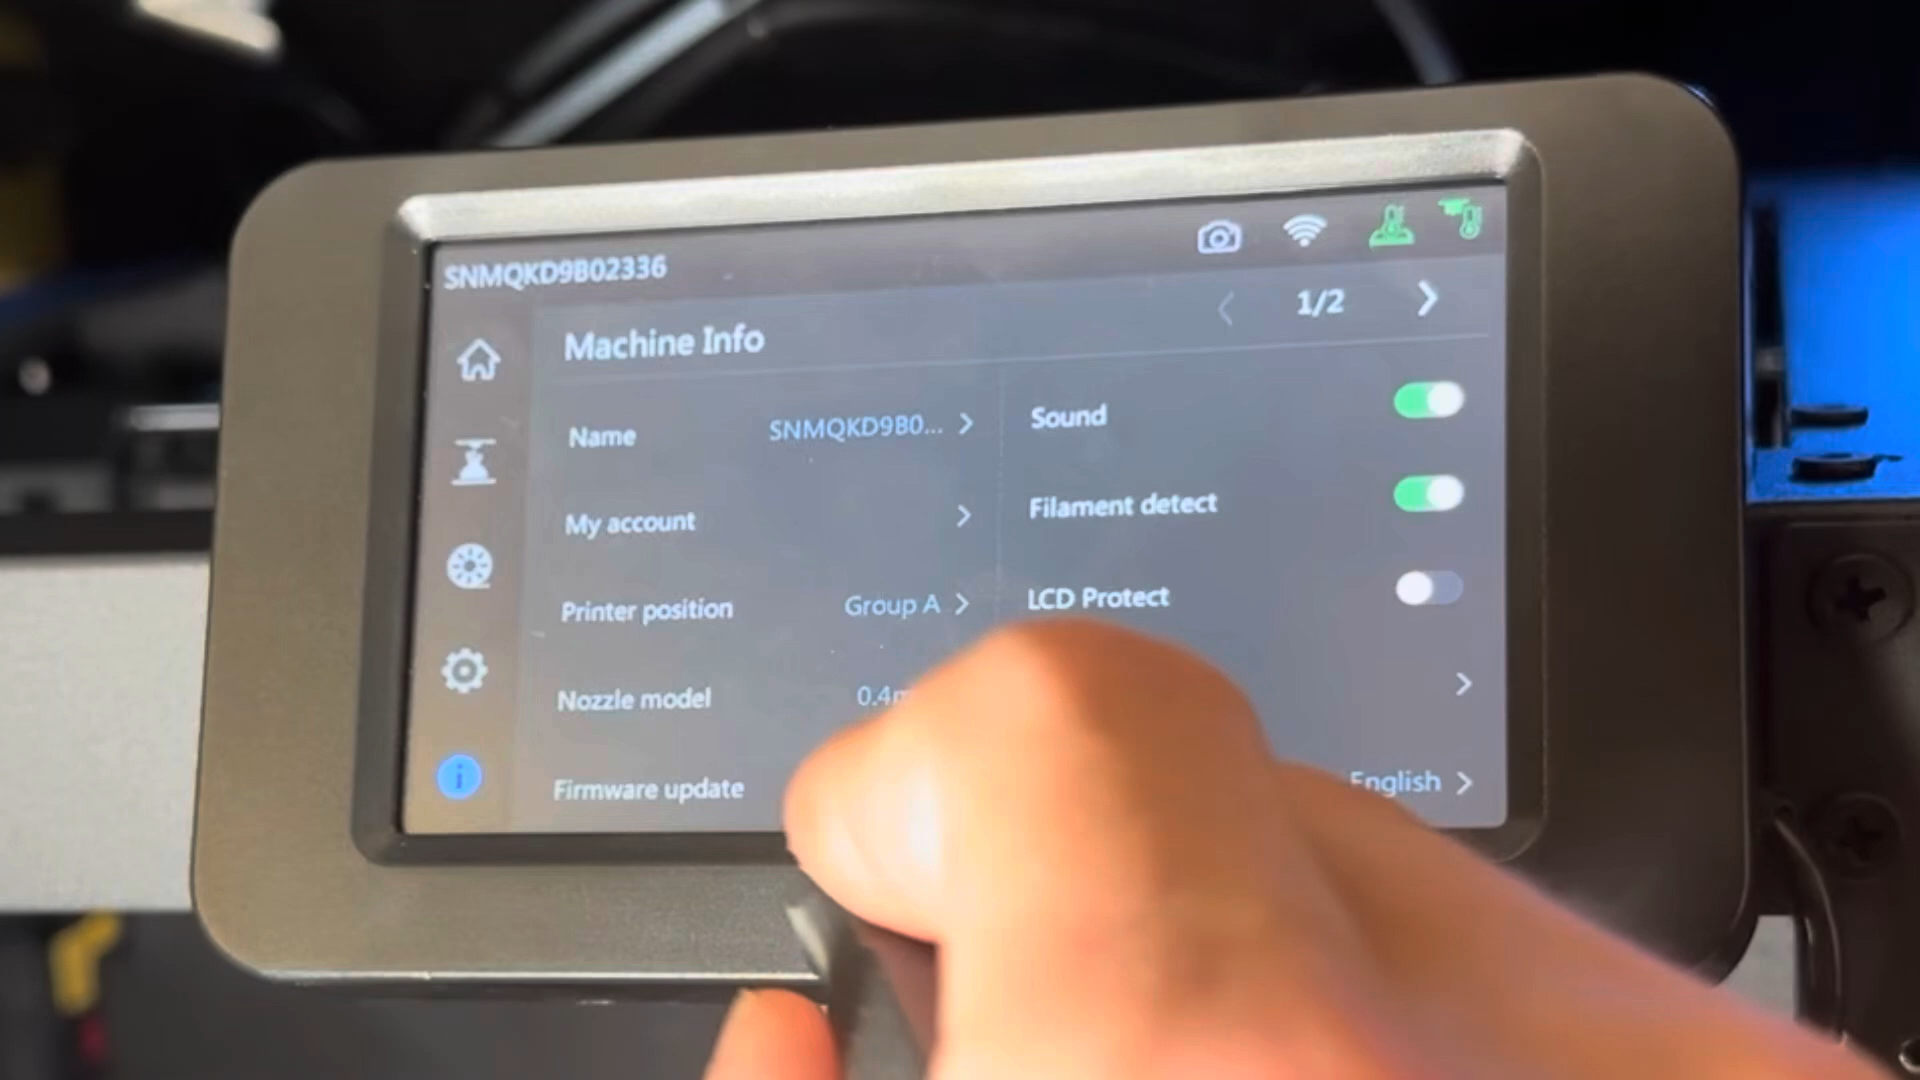 SNMQKD9B02336
Machine Info
1/2
Name SNMQKD9B0...
My account
Printer position Group A
Nozzle model
Firmware update
Sound
Filament detect
LCD Protect
English